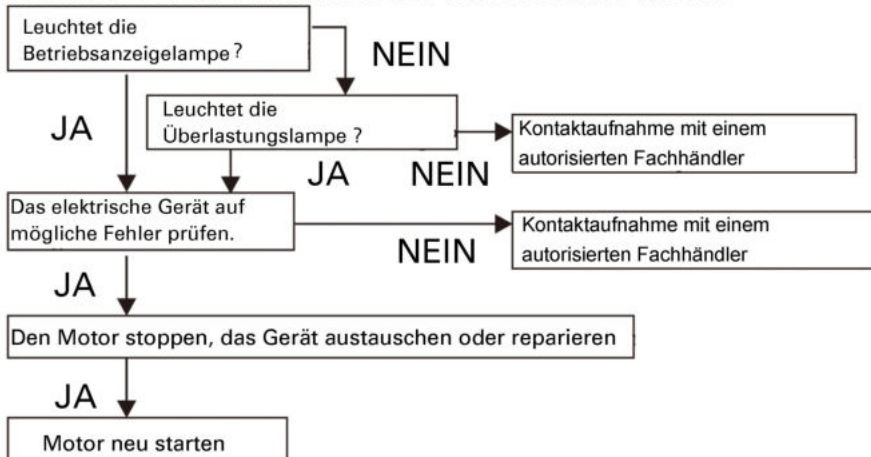 Leuchtet die
Betriebsanzeigelampe ?
NEIN
JA
Leuchtet die
Überlastungslampe ?
Kontaktaufnahme mit einem
autorisierten Fachhändler
JA
NEIN
Das elektrische Gerät auf
mögliche Fehler prüfen.
Kontaktaufnahme mit einem
autorisierten Fachhändler
NEIN
JA
Den Motor stoppen, das Gerät austauschen oder reparieren
JA
Motor neu starten